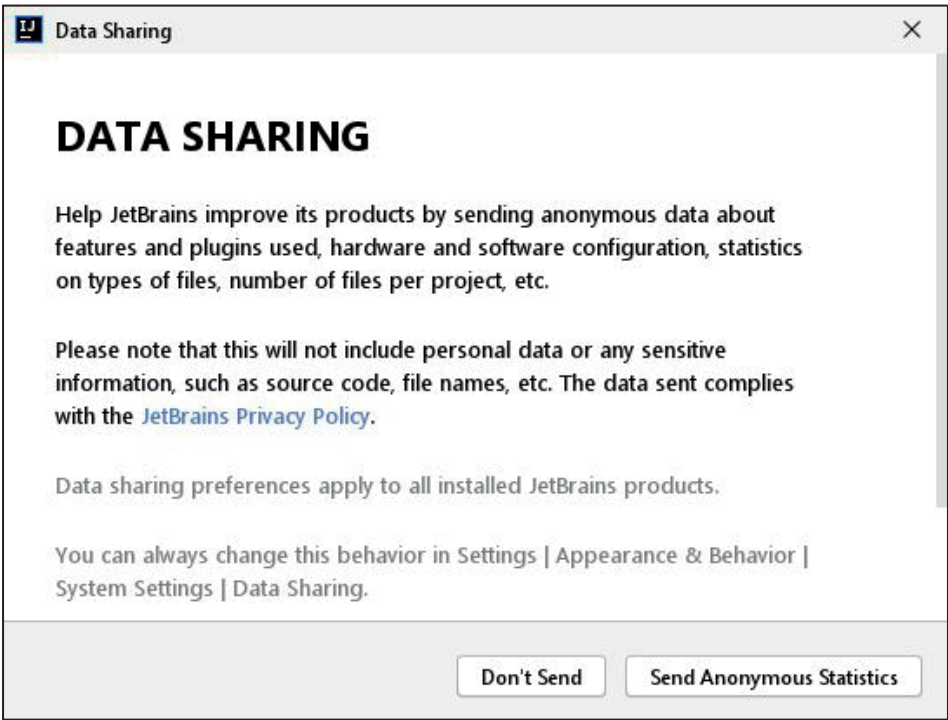 IJ Data Sharing
DATA SHARING
Help JetBrains improve its products by sending anonymous data about
features and plugins used, hardware and software configuration, statistics
on types of files, number of files per project, etc.
Please note that this will not include personal data or any sensitive
information, such as source code, file names, etc. The data sent complies
with the JetBrains Privacy Policy.
Data sharing preferences apply to all installed JetBrains products.
You can always change this behavior in Settings | Appearance & Behavior |
System Settings | Data Sharing.
Don't Send Send Anonymous Statistics